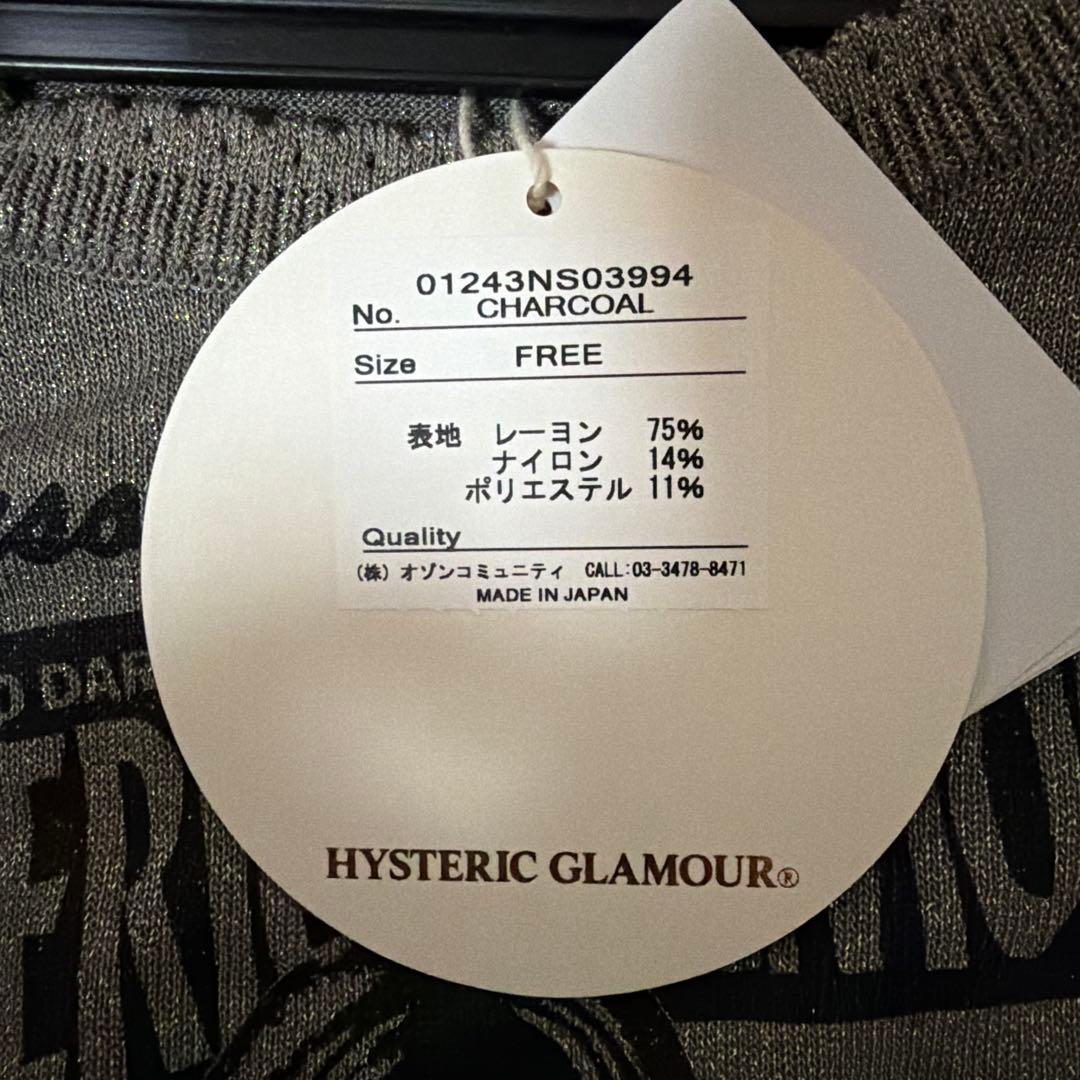 01243NS03994
No. CHARCOAL
Size FREE
表地 レーヨン 75%
ナイロン 14%
ポリエステル 11%
Quality
(株) オゾンコミュニティ CALL:03-3478-8471
MADE IN JAPAN
HYSTERIC GLAMOUR®